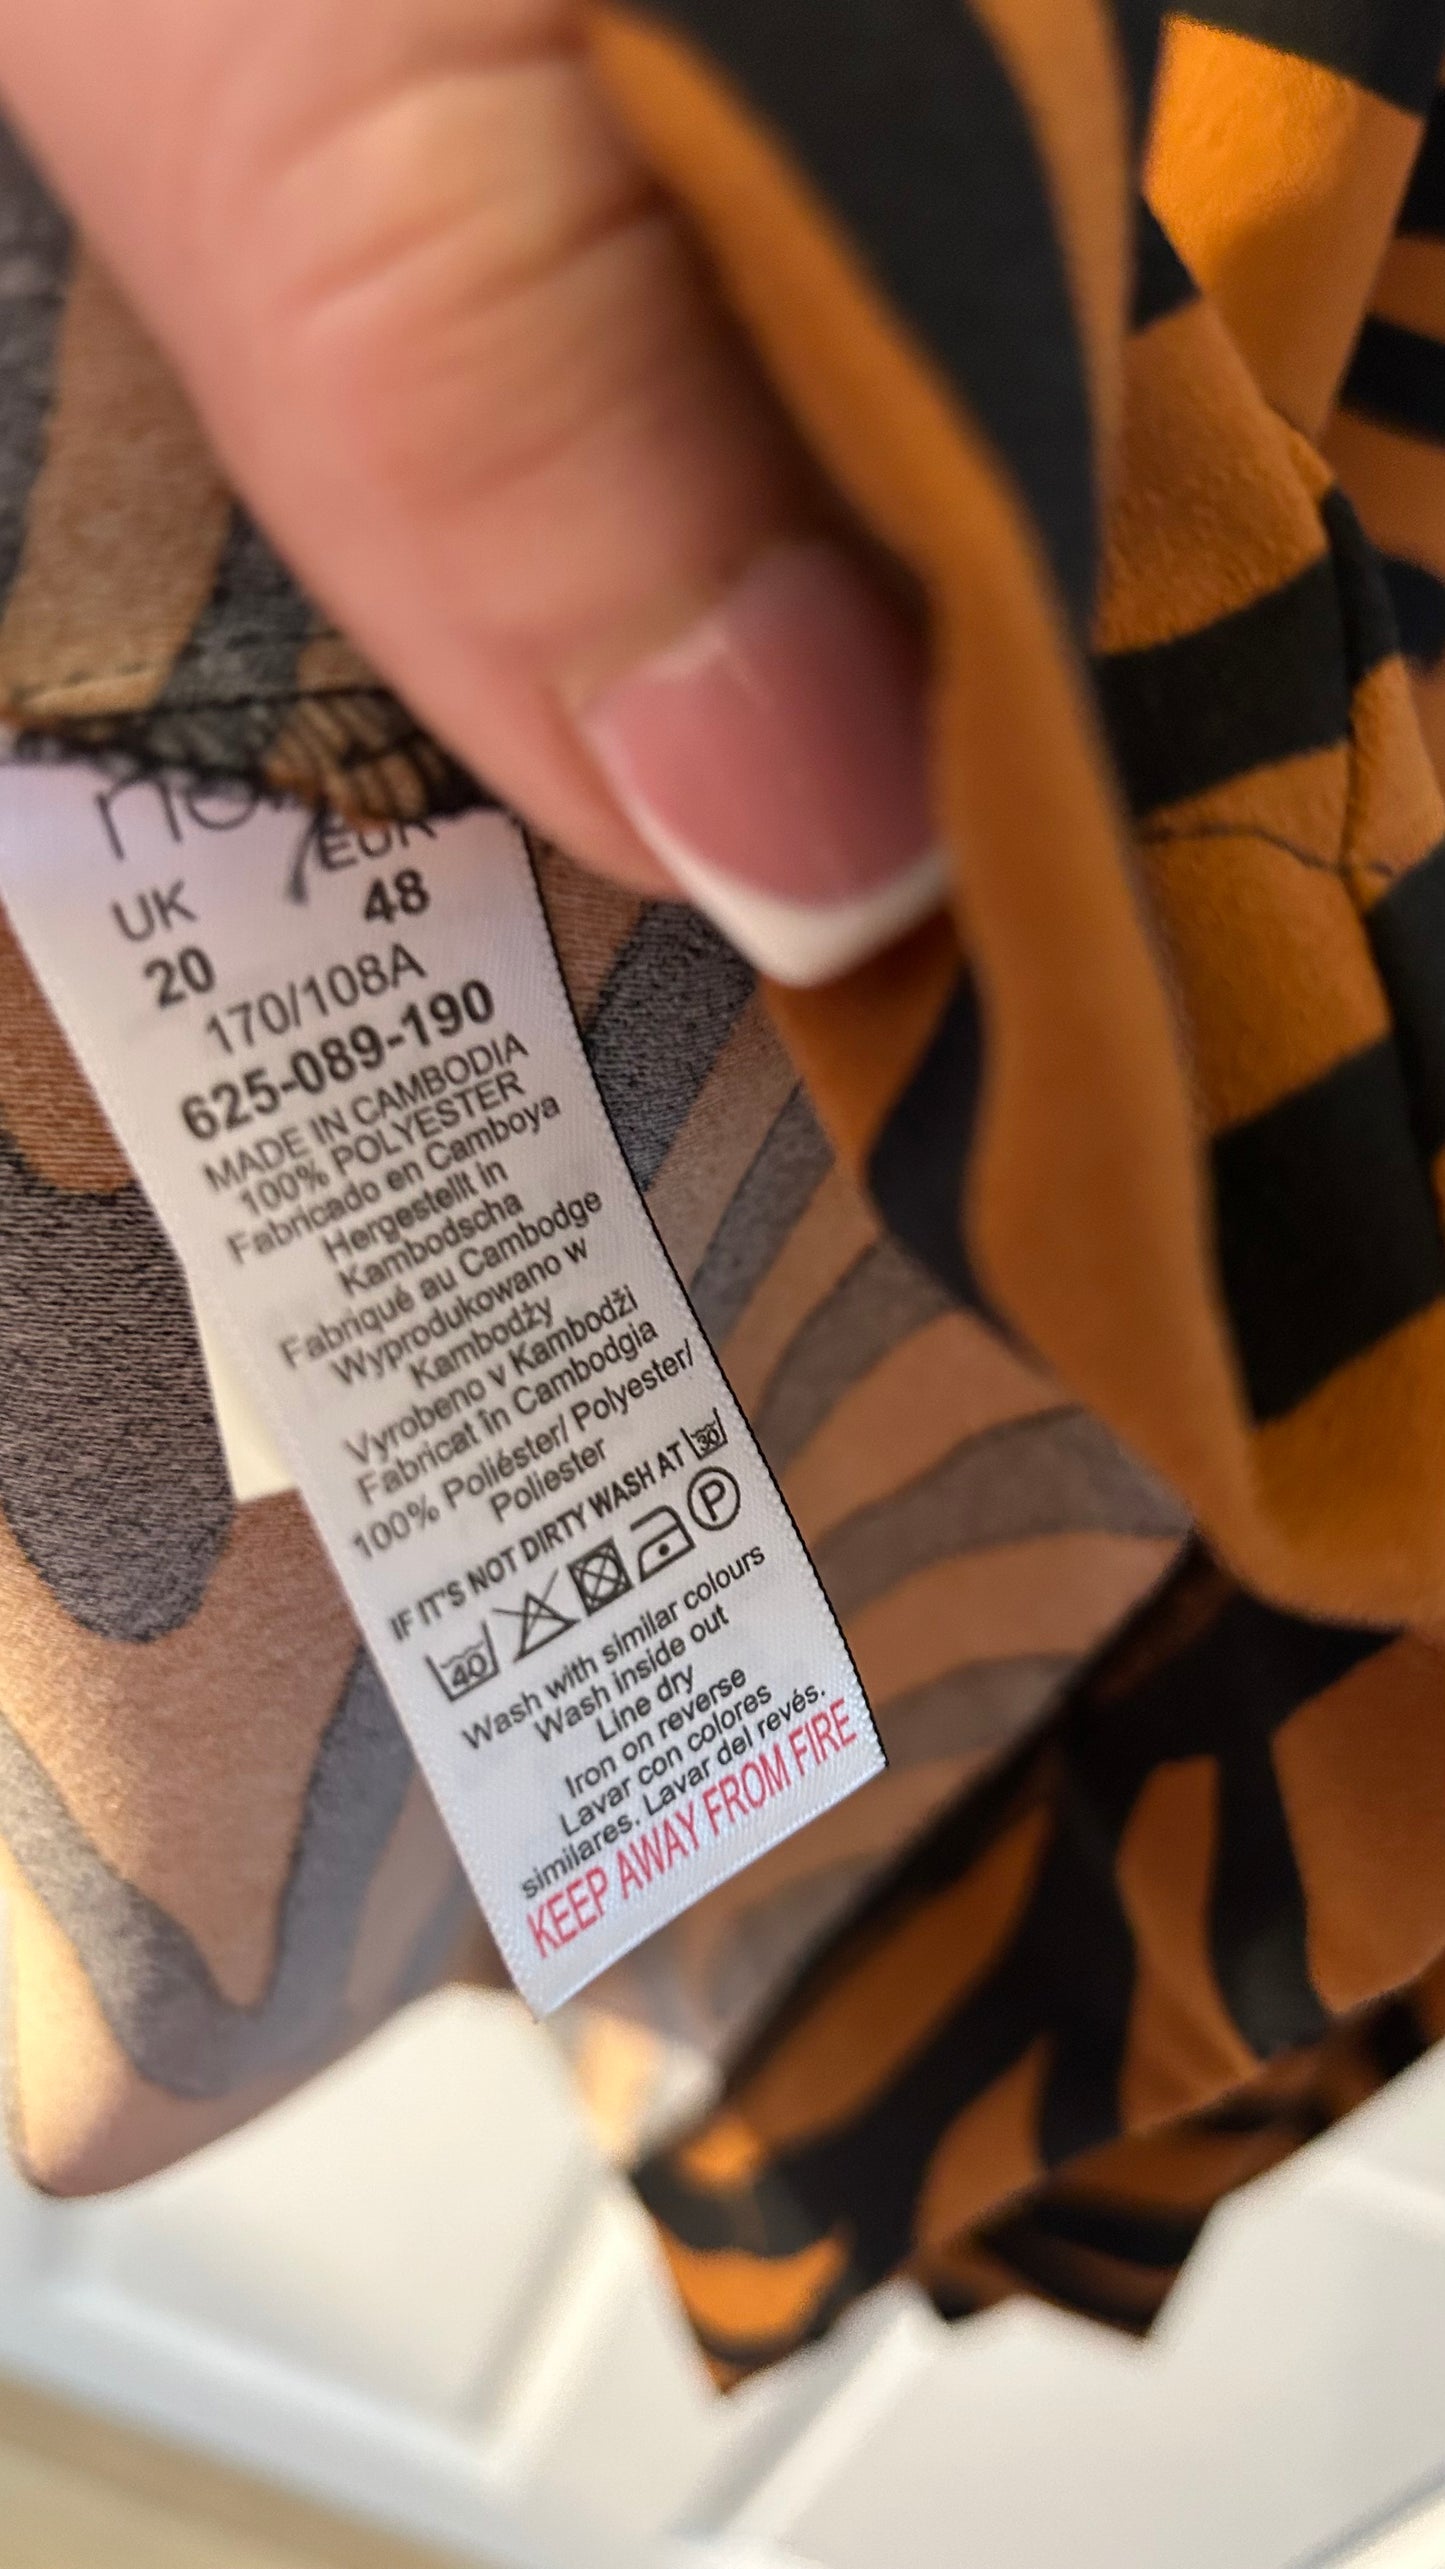 UK EUR
20 48
170/108A
625-089-190
MADE IN CAMBODIA
100% POLYESTER
Fabricado en Camboya
Hergestellt in
Kambodscha
Fabriqué au Cambodge
Wyprodukowano w
Kambodży
Vyrobeno v Kambodži
Fabricat în Cambodgia
100% Poliéster/ Polyester/
Poliester
IF IT'S NOT DIRTY WASH AT 30
40 P
Wash with similar colours
Wash inside out
Line dry
Iron on reverse
Lavar con colores
similares. Lavar del revés.
KEEP AWAY FROM FIRE